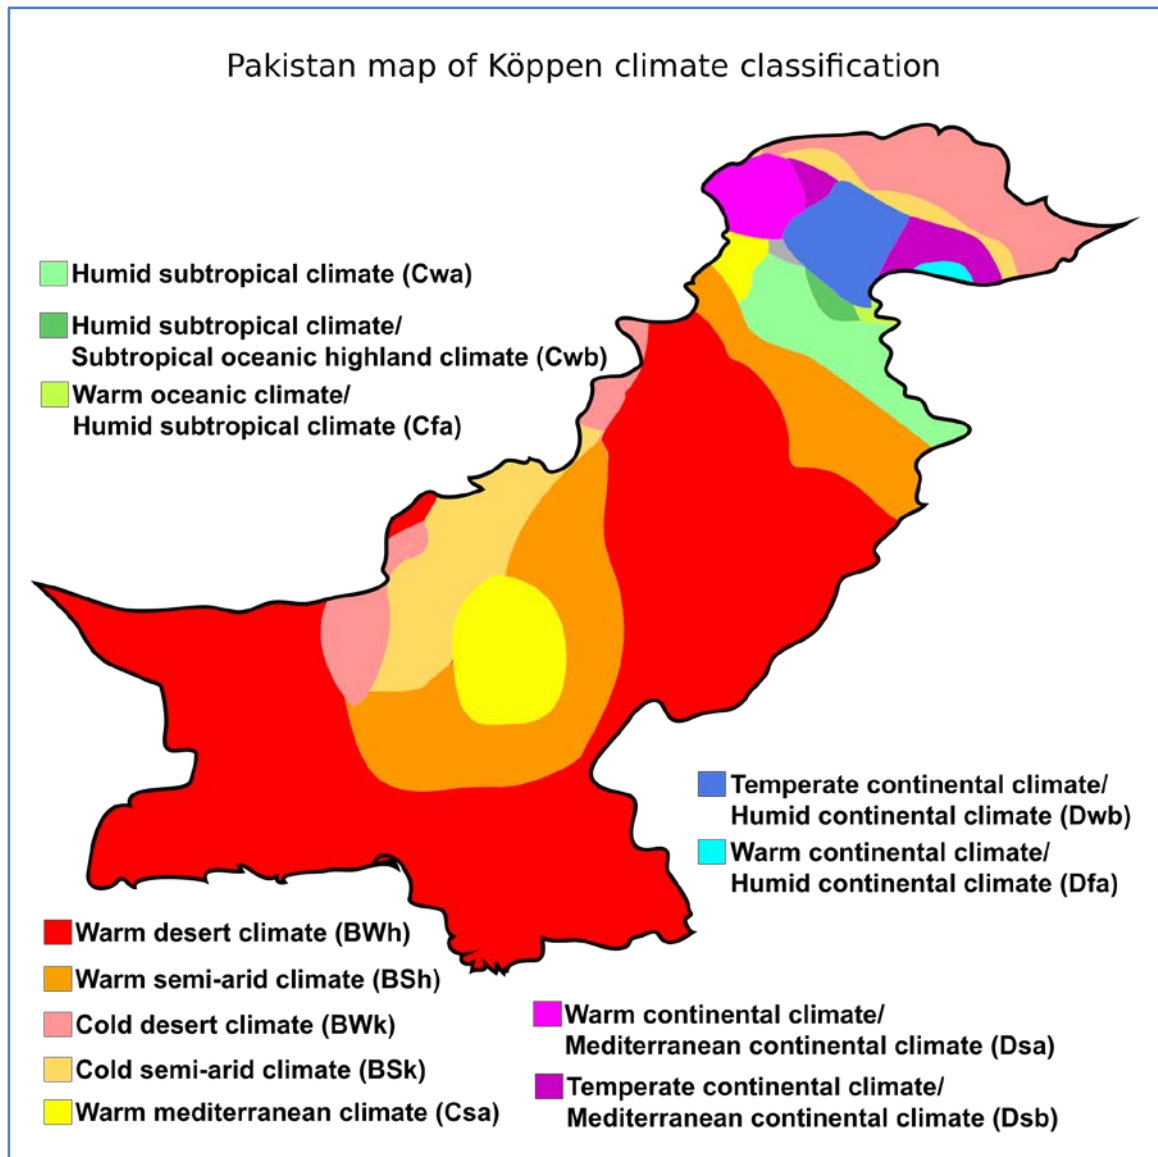 Pakistan map of Köppen climate classification
Humid subtropical climate (Cwa)
Humid subtropical climate/
Subtropical oceanic highland climate (Cwb)
Warm oceanic climate/
Humid subtropical climate (Cfa)
Temperate continental climate/
Humid continental climate (Dwb)
Warm continental climate/
Humid continental climate (Dfa)
Warm desert climate (BWh)
Warm semi-arid climate (BSh)
Cold desert climate (BWk)
Cold semi-arid climate (BSk)
Warm mediterranean climate (Csa)
Warm continental climate/
Mediterranean continental climate (Dsa)
Temperate continental climate/
Mediterranean continental climate (Dsb)